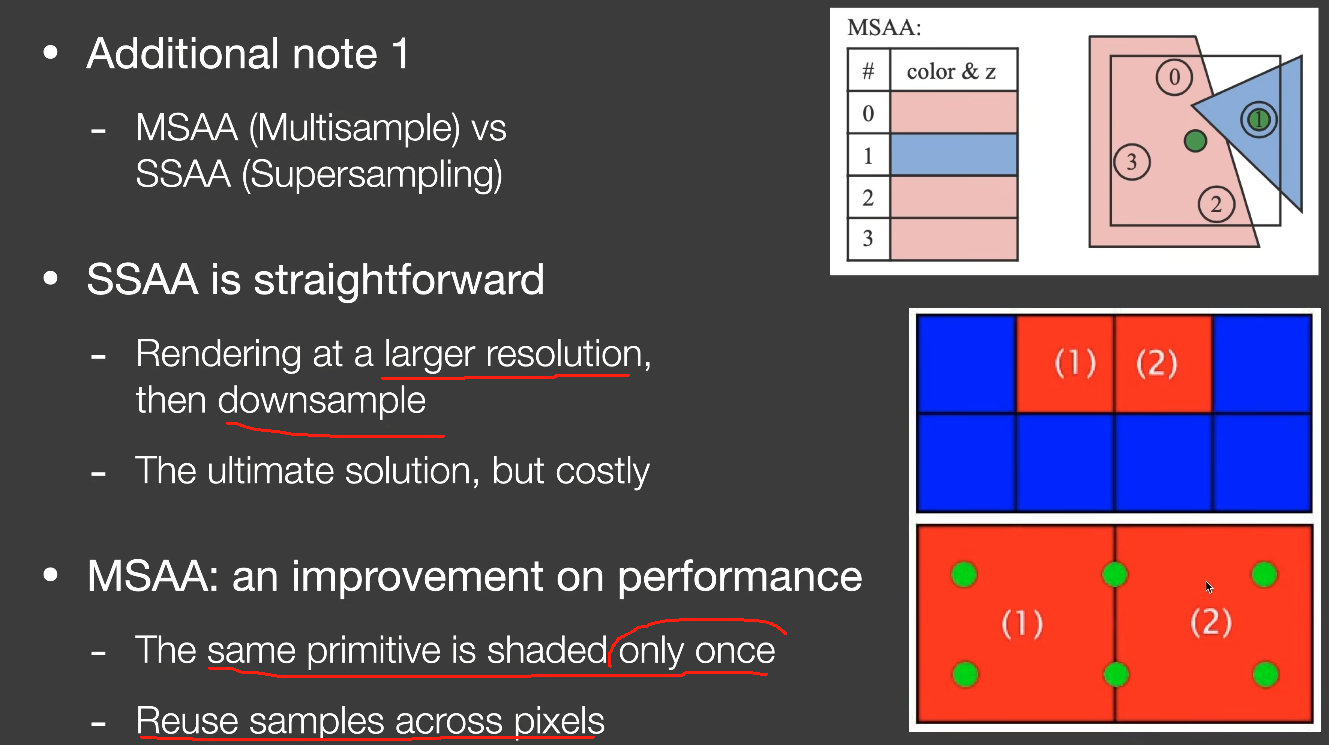 • Additional note 1
- MSAA (Multisample) vs
SSAA (Supersampling)
• SSAA is straightforward
- Rendering at a larger resolution,
then downsample
- The ultimate solution, but costly
• MSAA: an improvement on performance
- The same primitive is shaded only once
- Reuse samples across pixels
MSAA:
# color & z
0
1
2
3
0
1
3
2
(1) (2)
(1) (2)